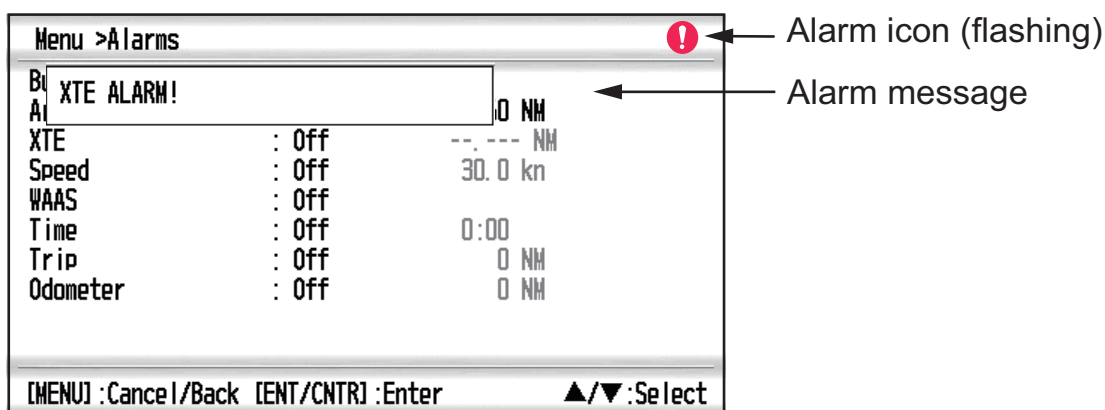 Menu >Alarms
Alarm icon (flashing)
XTE ALARM!
Alarm message
NM
XTE : Off --.--- NM
Speed : Off 30.0 kn
WAAS : Off
Time : Off 0:00
Trip : Off 0 NM
Odometer : Off 0 NM
[MENU]:Cancel/Back [ENT/CNTR]:Enter ▲/▼:Select